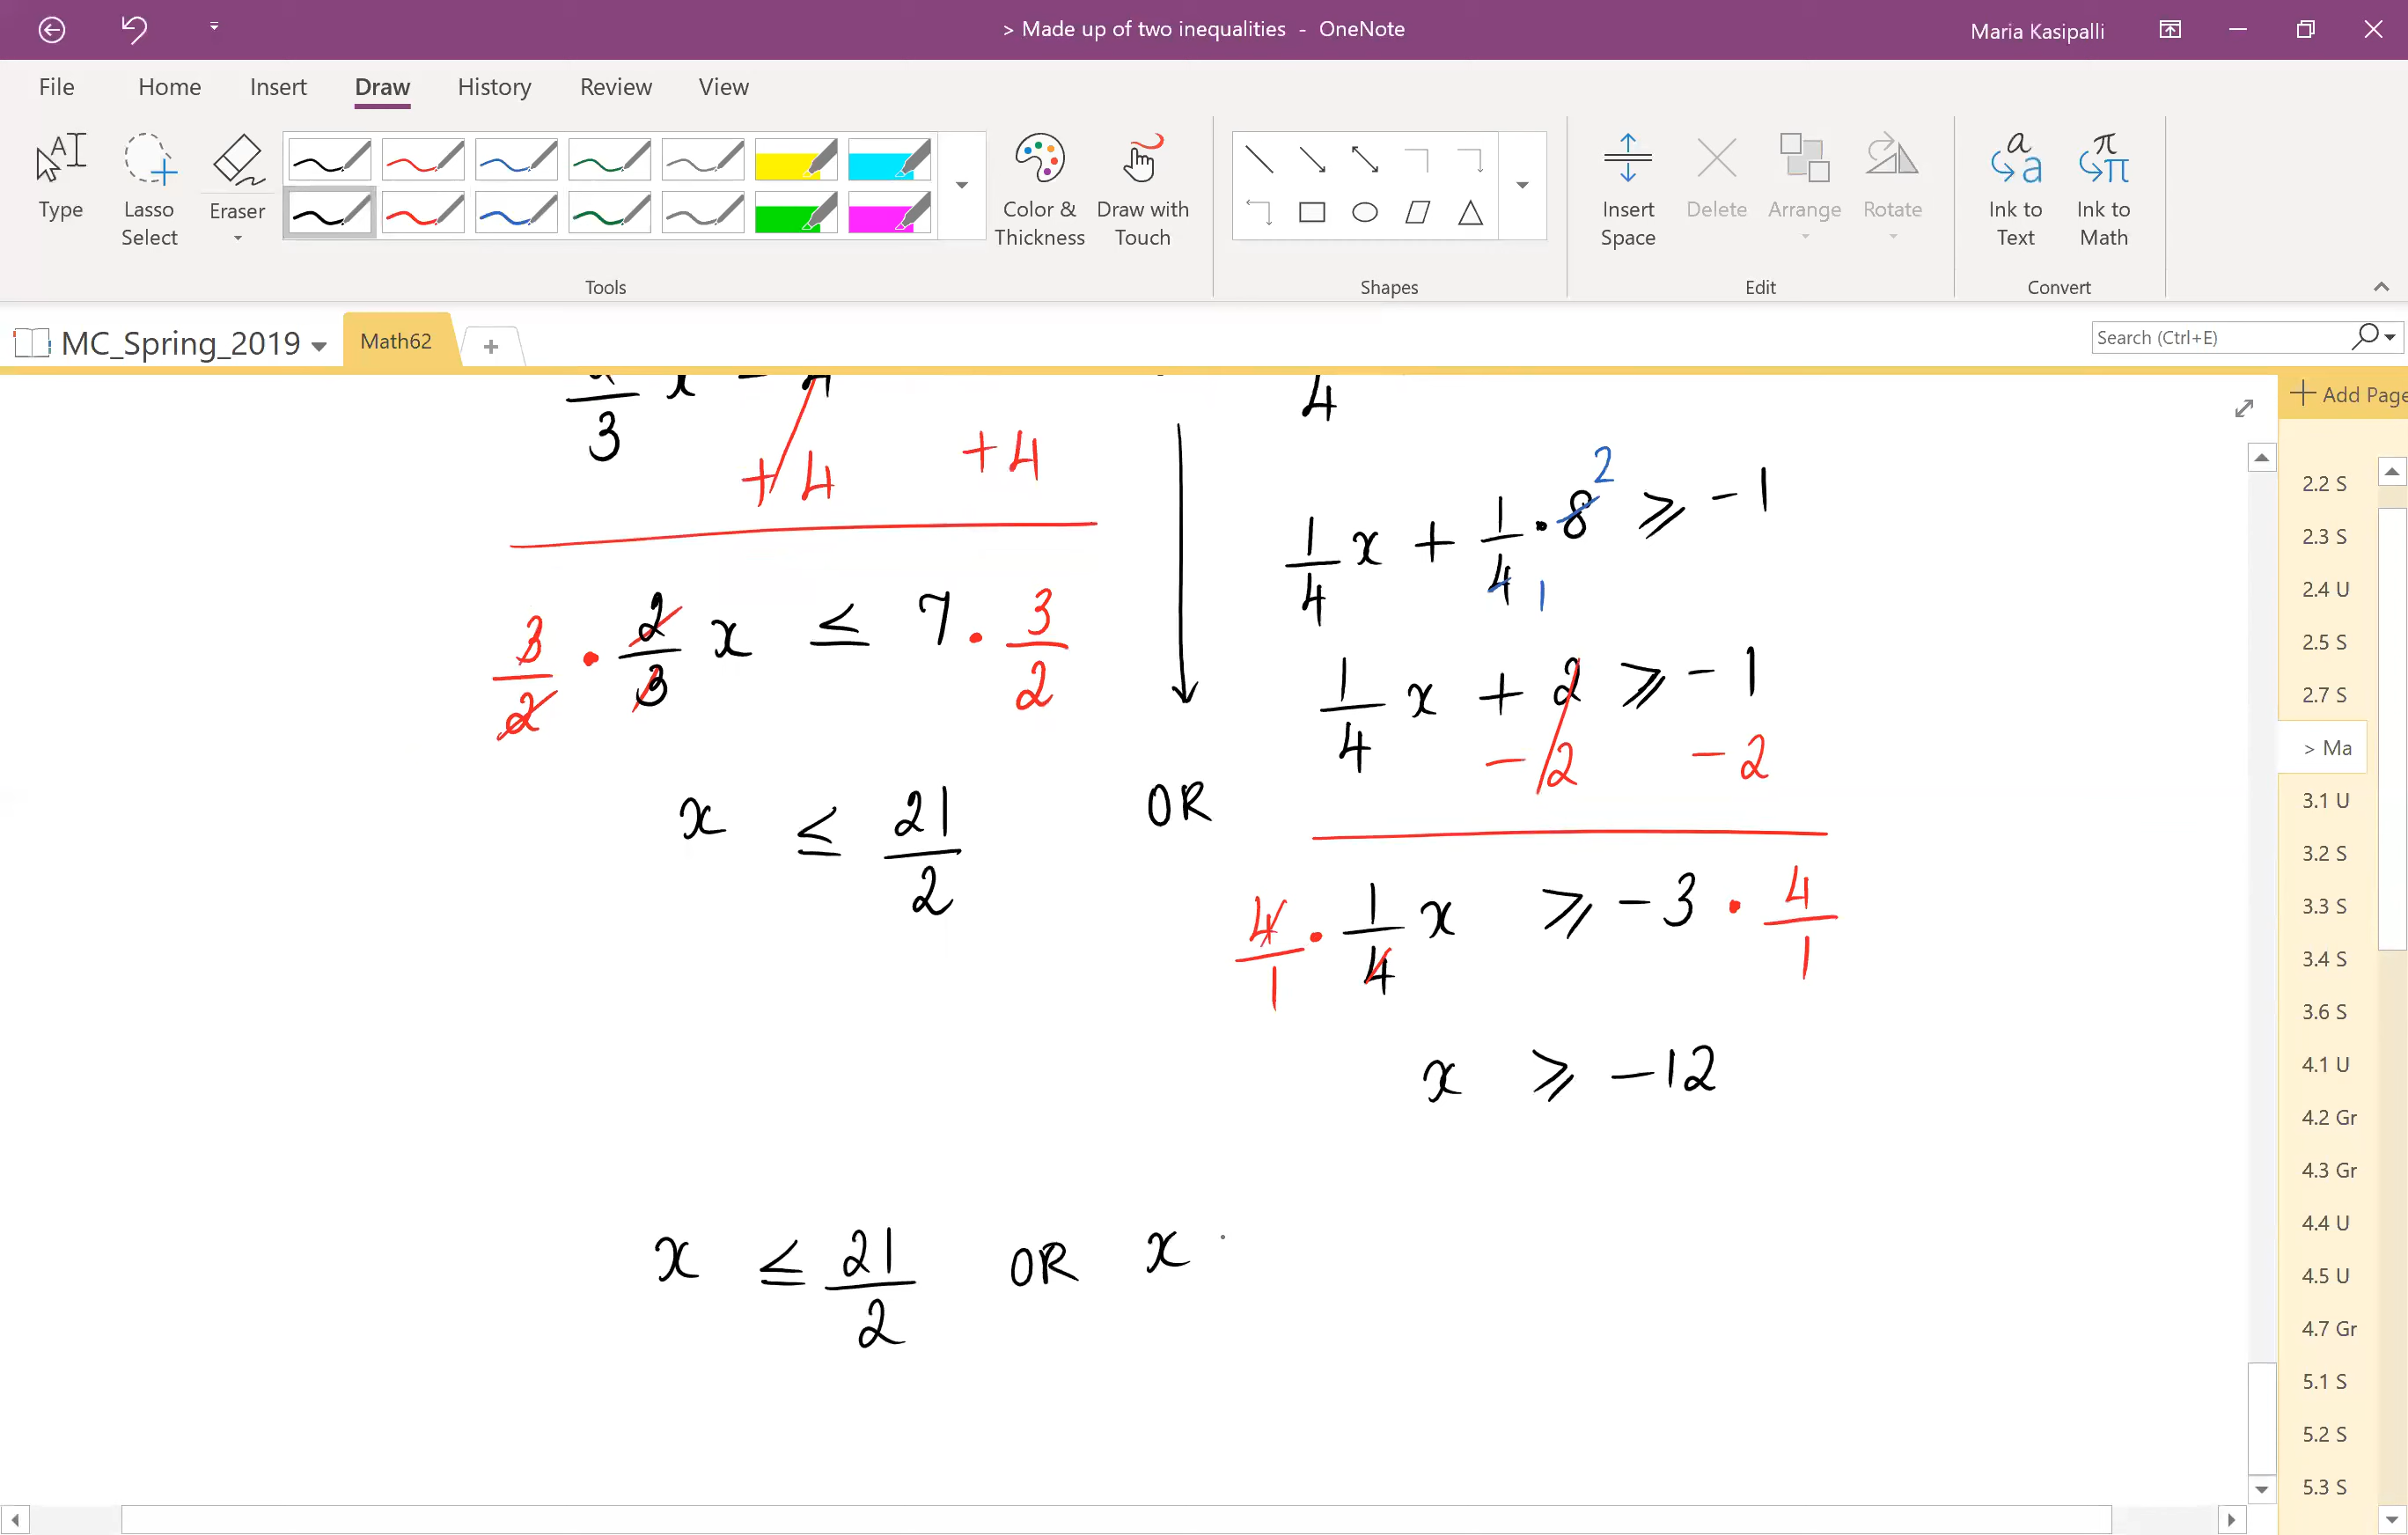 > Made up of two inequalities - OneNote
Maria Kasipalli
File Home Insert Draw History Review View
Type
Lasso Select
Eraser
Color & Thickness
Draw with Touch
Insert Space
Delete
Arrange
Rotate
Ink to Text
Ink to Math
Tools
Shapes
Edit
Convert
MC_Spring_2019
Math62
Search (Ctrl+E)
Add Page
2.2 S
2.3 S
2.4 U
2.5 S
2.7 S
> Ma
3.1 U
3.2 S
3.3 S
3.4 S
3.6 S
4.1 U
4.2 Gr
4.3 Gr
4.4 U
4.5 U
4.7 Gr
5.1 S
5.2 S
5.3 S
+4 +4
3/2 · 2/3 x ≤ 7 · 3/2
x ≤ 21/2
OR
1/4 x + 1/4 · 8 ≥ -1
2
1
1/4 x + 2 ≥ -1
-2 -2
4/1 · 1/4 x ≥ -3 · 4/1
x ≥ -12
x ≤ 21/2 OR x